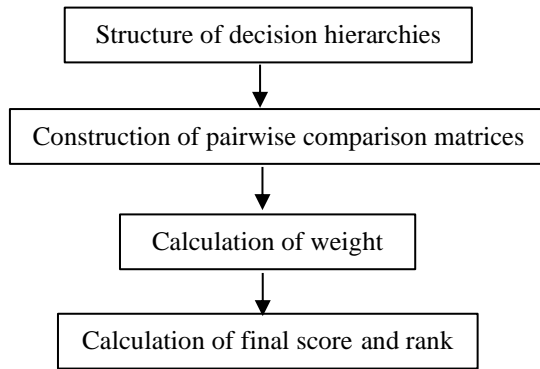 Structure of decision hierarchies
Construction of pairwise comparison matrices
Calculation of weight
Calculation of final score and rank